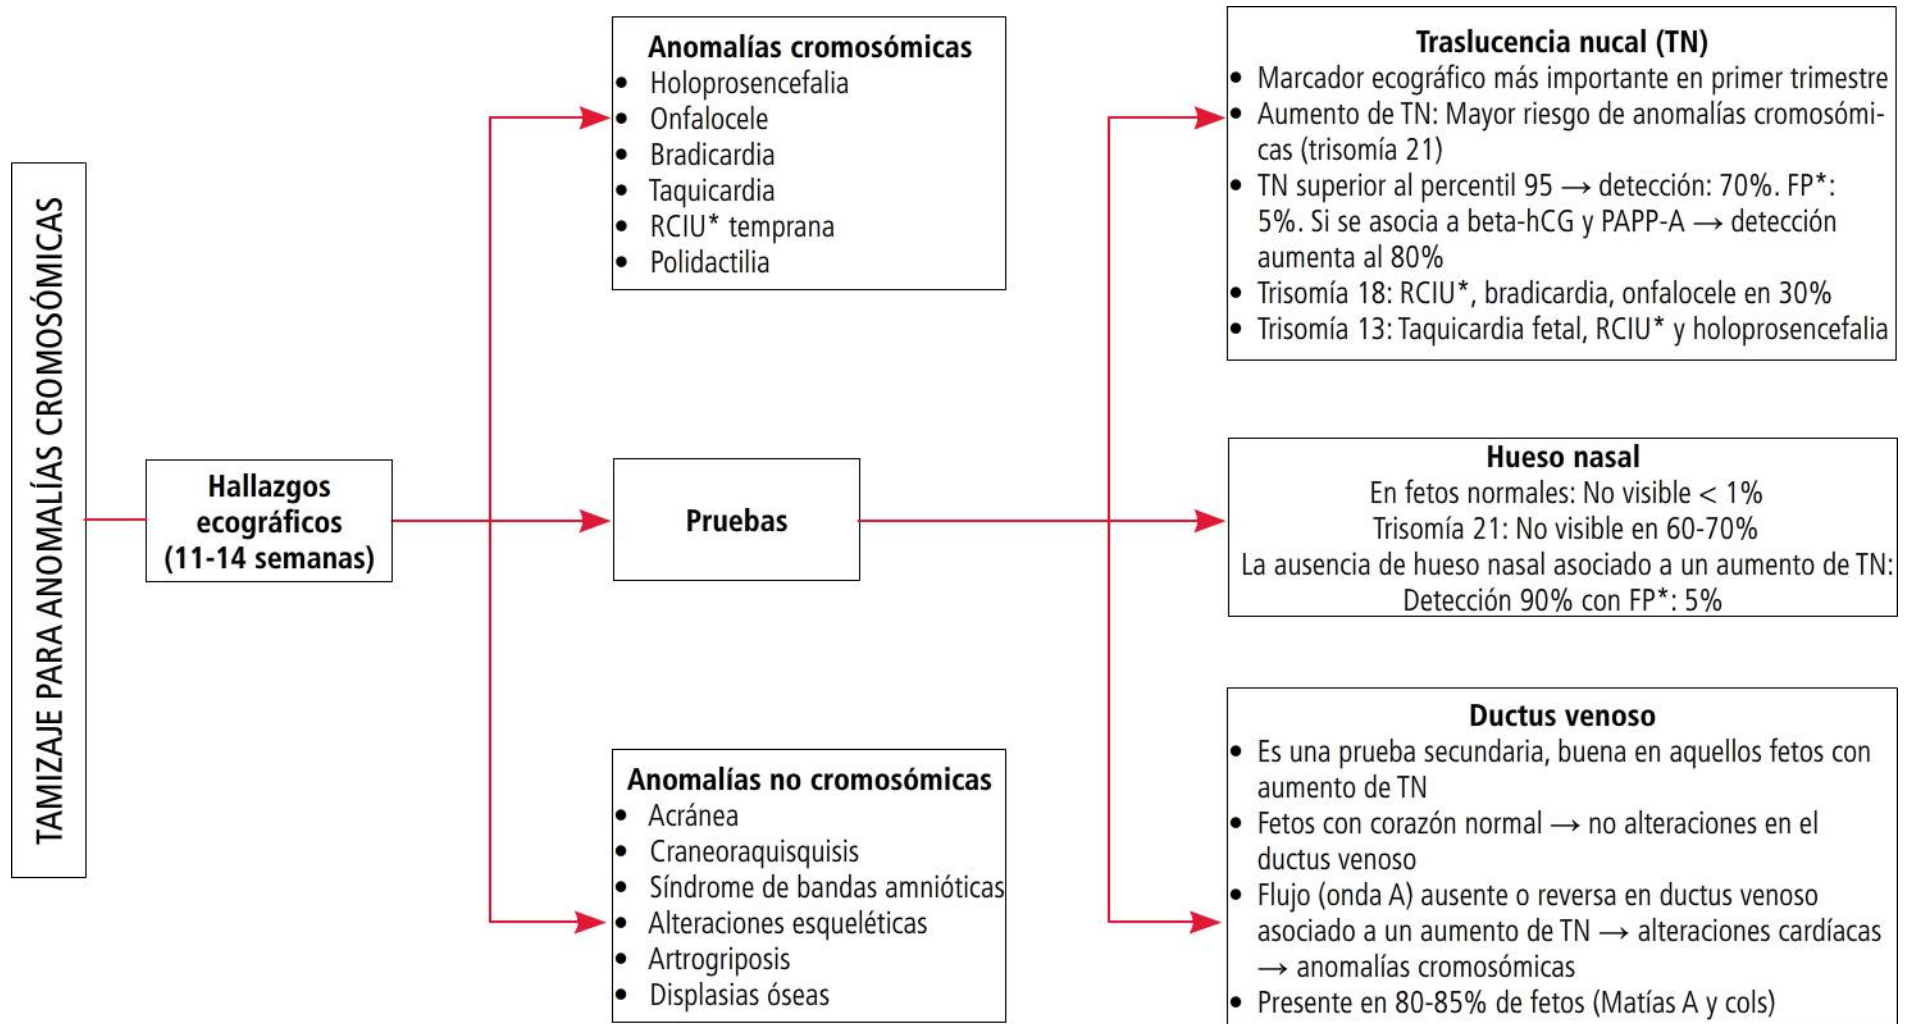 TAMIZAJE PARA ANOMALÍAS CROMOSÓMICAS
Hallazgos
ecográficos
(11-14 semanas)
Anomalías cromosómicas
• Holoprosencefalia
• Onfalocele
• Bradicardia
• Taquicardia
• RCIU* temprana
• Polidactilia
Pruebas
Anomalías no cromosómicas
• Acránea
• Craneoraquisquisis
• Síndrome de bandas amnióticas
• Alteraciones esqueléticas
• Artrogriposis
• Displasias óseas
Traslucencia nucal (TN)
• Marcador ecográfico más importante en primer trimestre
• Aumento de TN: Mayor riesgo de anomalías cromosómi-
cas (trisomía 21)
• TN superior al percentil 95 → detección: 70%. FP*:
5%. Si se asocia a beta-hCG y PAPP-A → detección
aumenta al 80%
• Trisomía 18: RCIU*, bradicardia, onfalocele en 30%
• Trisomía 13: Taquicardia fetal, RCIU* y holoprosencefalia
Hueso nasal
En fetos normales: No visible < 1%
Trisomía 21: No visible en 60-70%
La ausencia de hueso nasal asociado a un aumento de TN:
Detección 90% con FP*: 5%
Ductus venoso
• Es una prueba secundaria, buena en aquellos fetos con
aumento de TN
• Fetos con corazón normal → no alteraciones en el
ductus venoso
• Flujo (onda A) ausente o reversa en ductus venoso
asociado a un aumento de TN → alteraciones cardíacas
→ anomalías cromosómicas
• Presente en 80-85% de fetos (Matías A y cols)